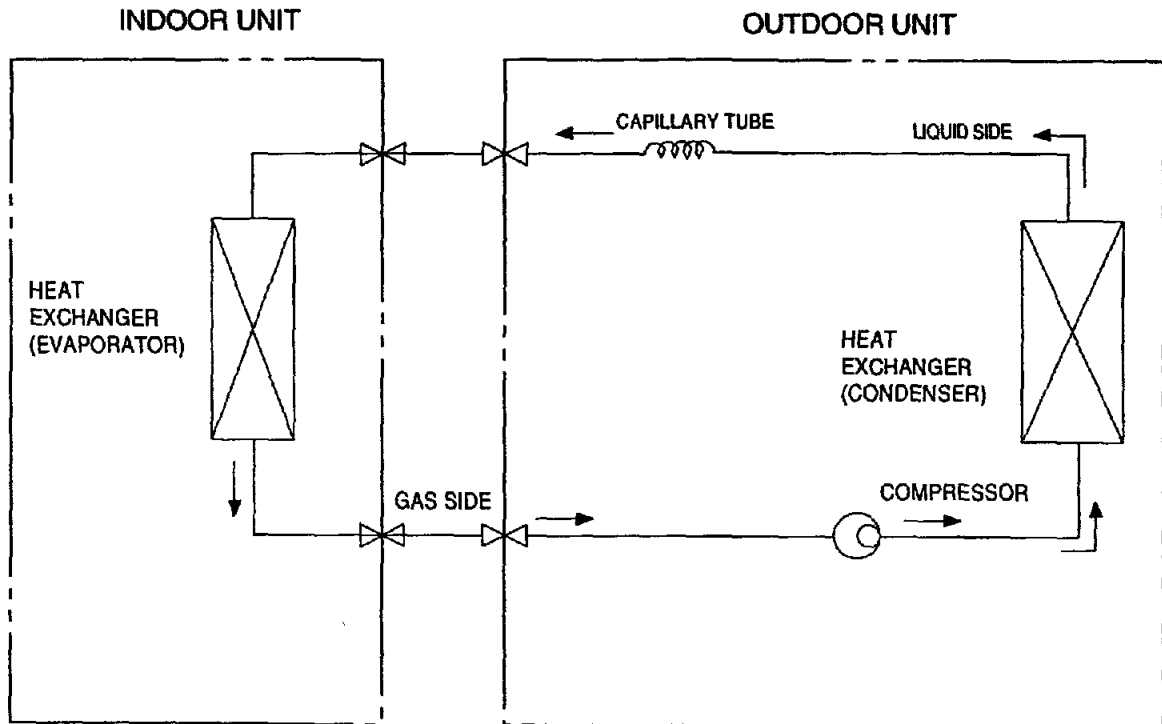 INDOOR UNIT
OUTDOOR UNIT
CAPILLARY TUBE
LIQUID SIDE
HEAT
EXCHANGER
(EVAPORATOR)
HEAT
EXCHANGER
(CONDENSER)
GAS SIDE
COMPRESSOR